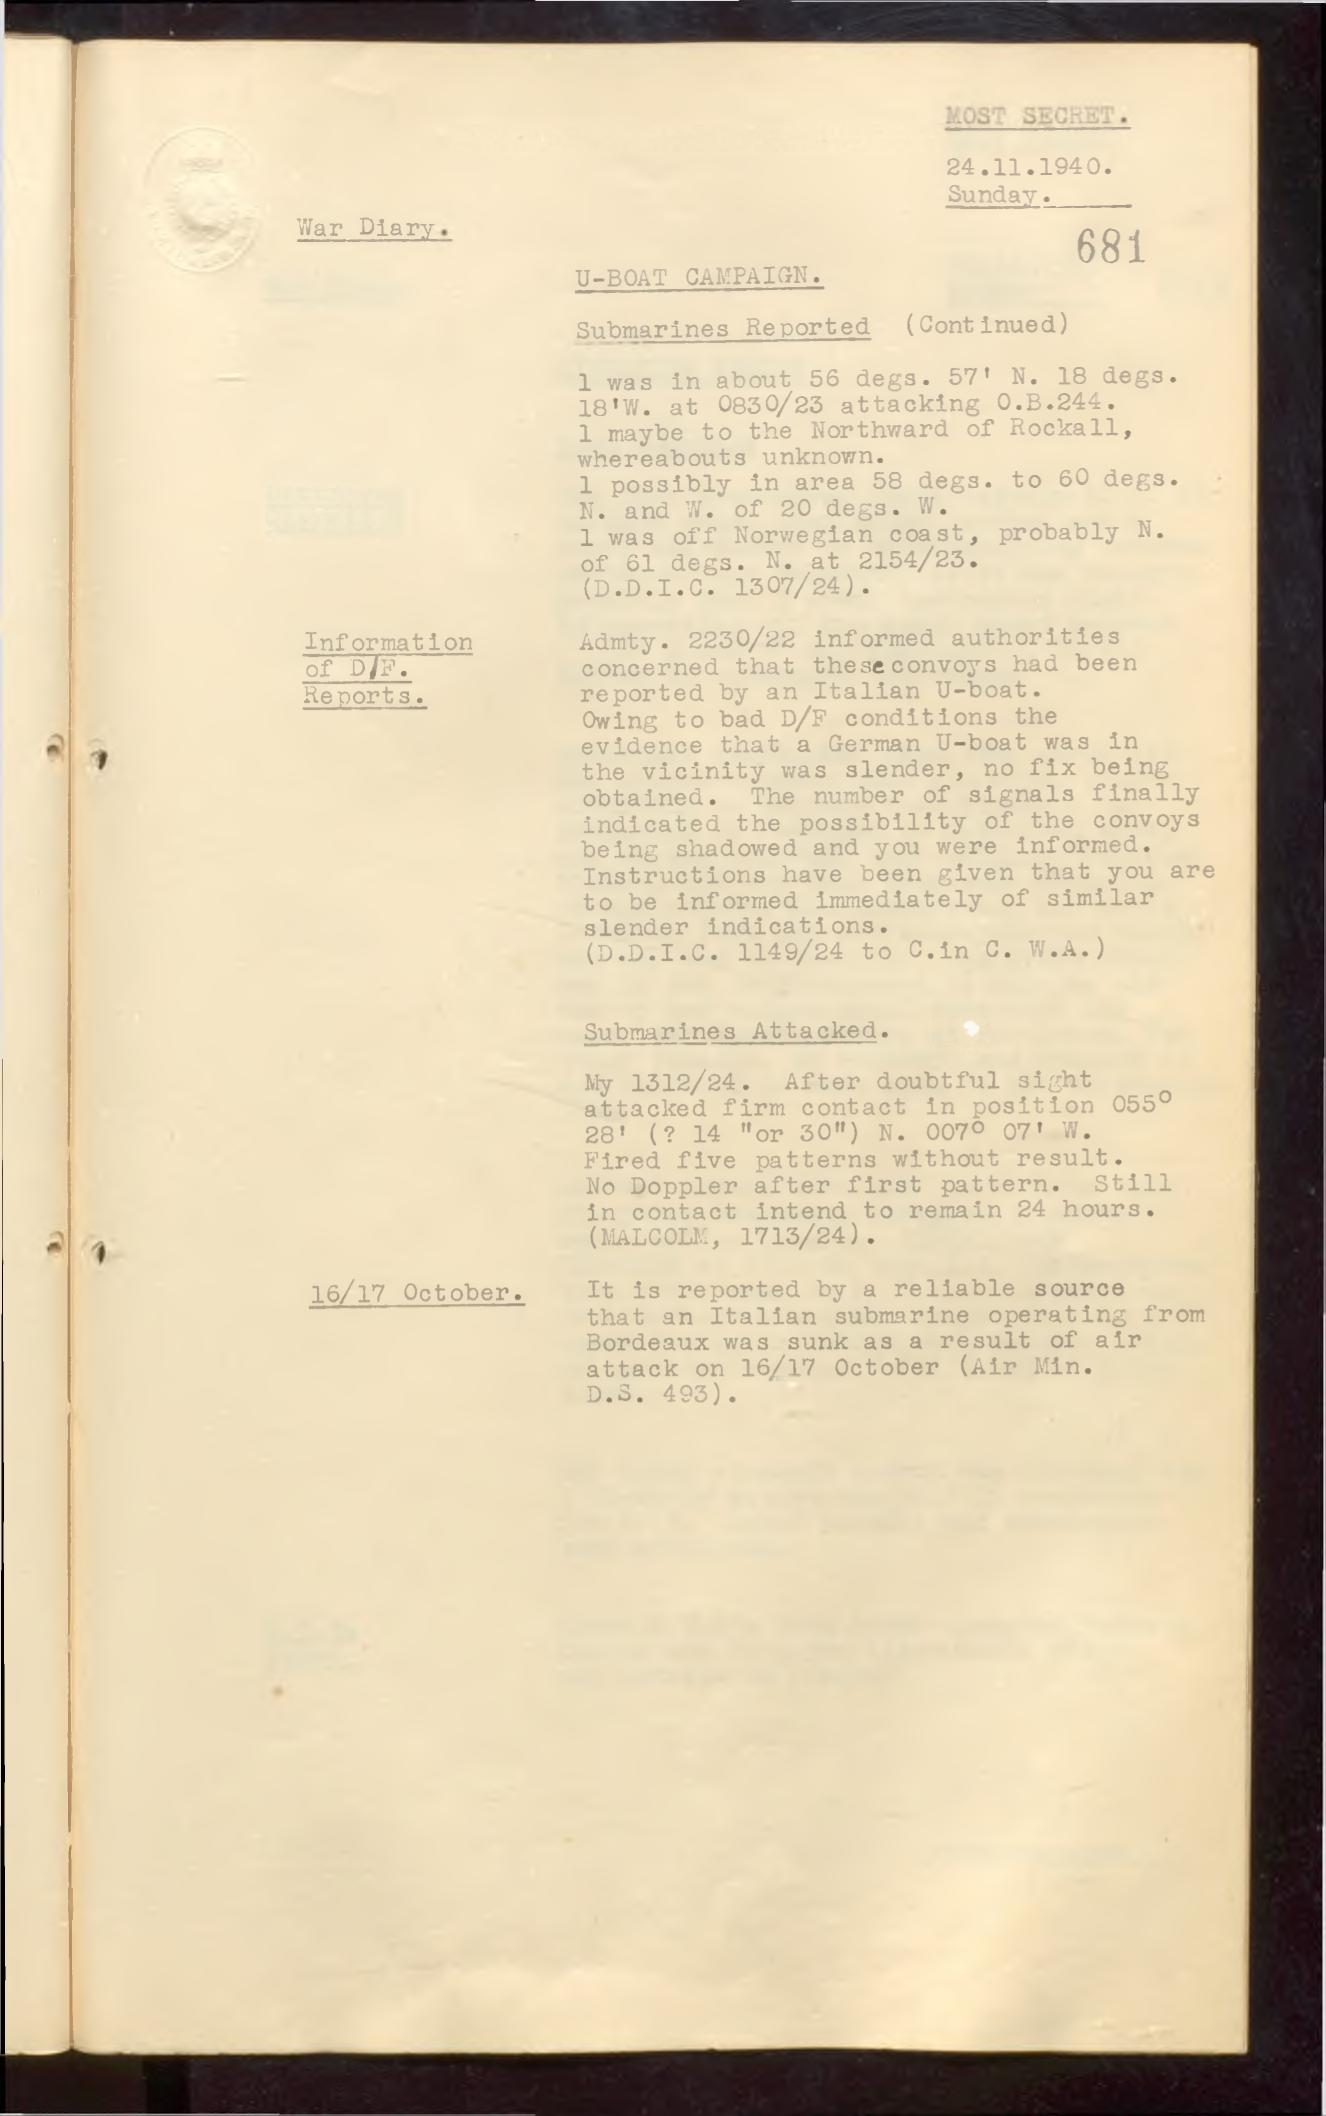 MOST SECRET.
24.11.1940.
Sunday.
War Diary.
681
U-BOAT CAMPAIGN.
Submarines Reported (Continued)
1 was in about 56 degs. 57' N. 18 degs.
18'W. at 0830/23 attacking O.B.244.
1 maybe to the Northward of Rockall,
whereabouts unknown.
1 possibly in area 58 degs. to 60 degs.
N. and W. of 20 degs. W.
1 was off Norwegian coast, probably N.
of 61 degs. N. at 2154/23.
(D.D.I.C. 1307/24).
Information
of D/F.
Reports.
Admty. 2230/22 informed authorities
concerned that these convoys had been
reported by an Italian U-boat.
Owing to bad D/F conditions the
evidence that a German U-boat was in
the vicinity was slender, no fix being
obtained. The number of signals finally
indicated the possibility of the convoys
being shadowed and you were informed.
Instructions have been given that you are
to be informed immediately of similar
slender indications.
(D.D.I.C. 1149/24 to C.in C. W.A.)
Submarines Attacked.
My 1312/24. After doubtful sight
attacked firm contact in position 055°
28' (? 14 "or 30") N. 007° 07' W.
Fired five patterns without result.
No Doppler after first pattern. Still
in contact intend to remain 24 hours.
(MALCOLM, 1713/24).
16/17 October.
It is reported by a reliable source
that an Italian submarine operating from
Bordeaux was sunk as a result of air
attack on 16/17 October (Air Min.
D.S. 493).